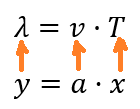 λ = v · T
y = a · x